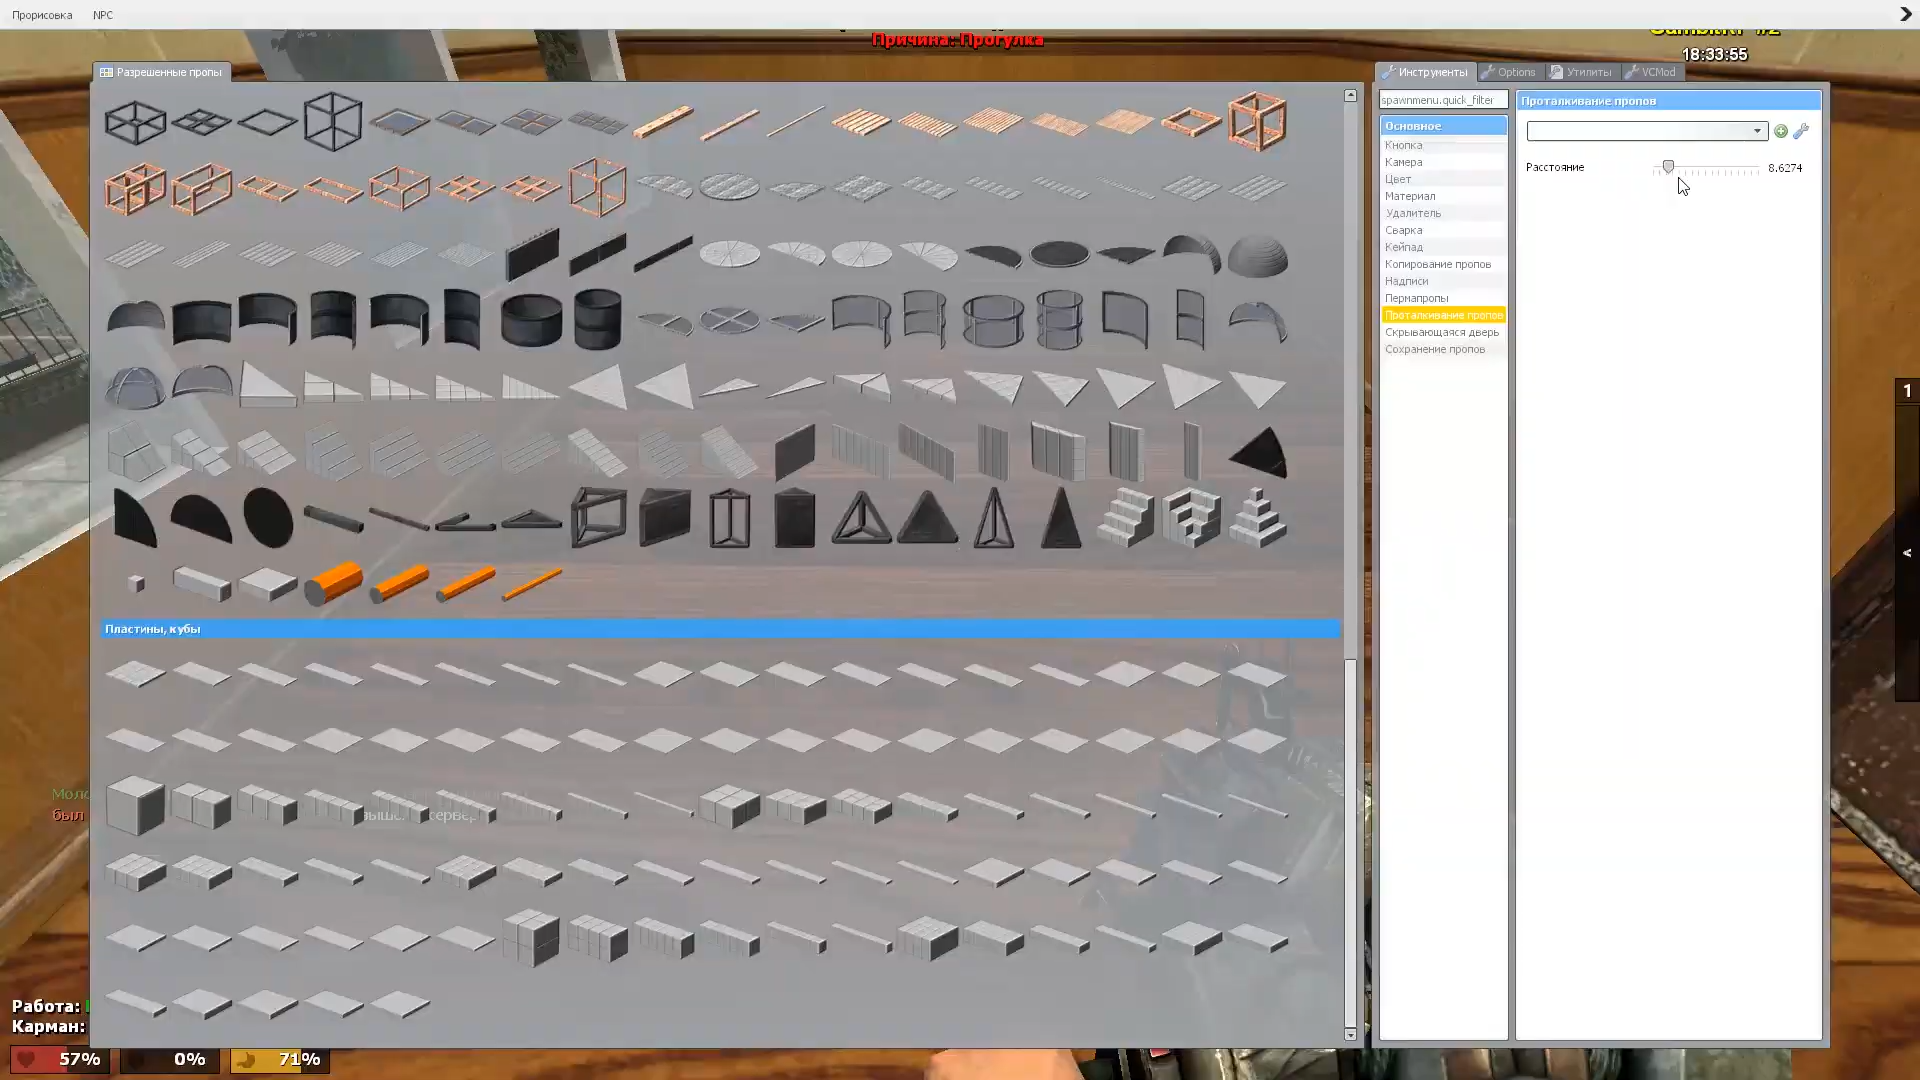 Прорисовка NPC
Причина: Прогулка
18:33:55
Разрешенные пропы
Инструменты Options Утилиты VCMod
spawnmenu.quick_filter
Проталкивание пропов
Основное
Кнопка
Камера
Цвет
Материал
Удалитель
Сварка
Кейпад
Копирование пропов
Надписи
Пермапропы
Проталкивание пропов
Скрывающаяся дверь
Сохранение пропов
Расстояние 8.6274
1
<
Пластины, кубы
был
Работа:
Карман:
57% 0% 71%